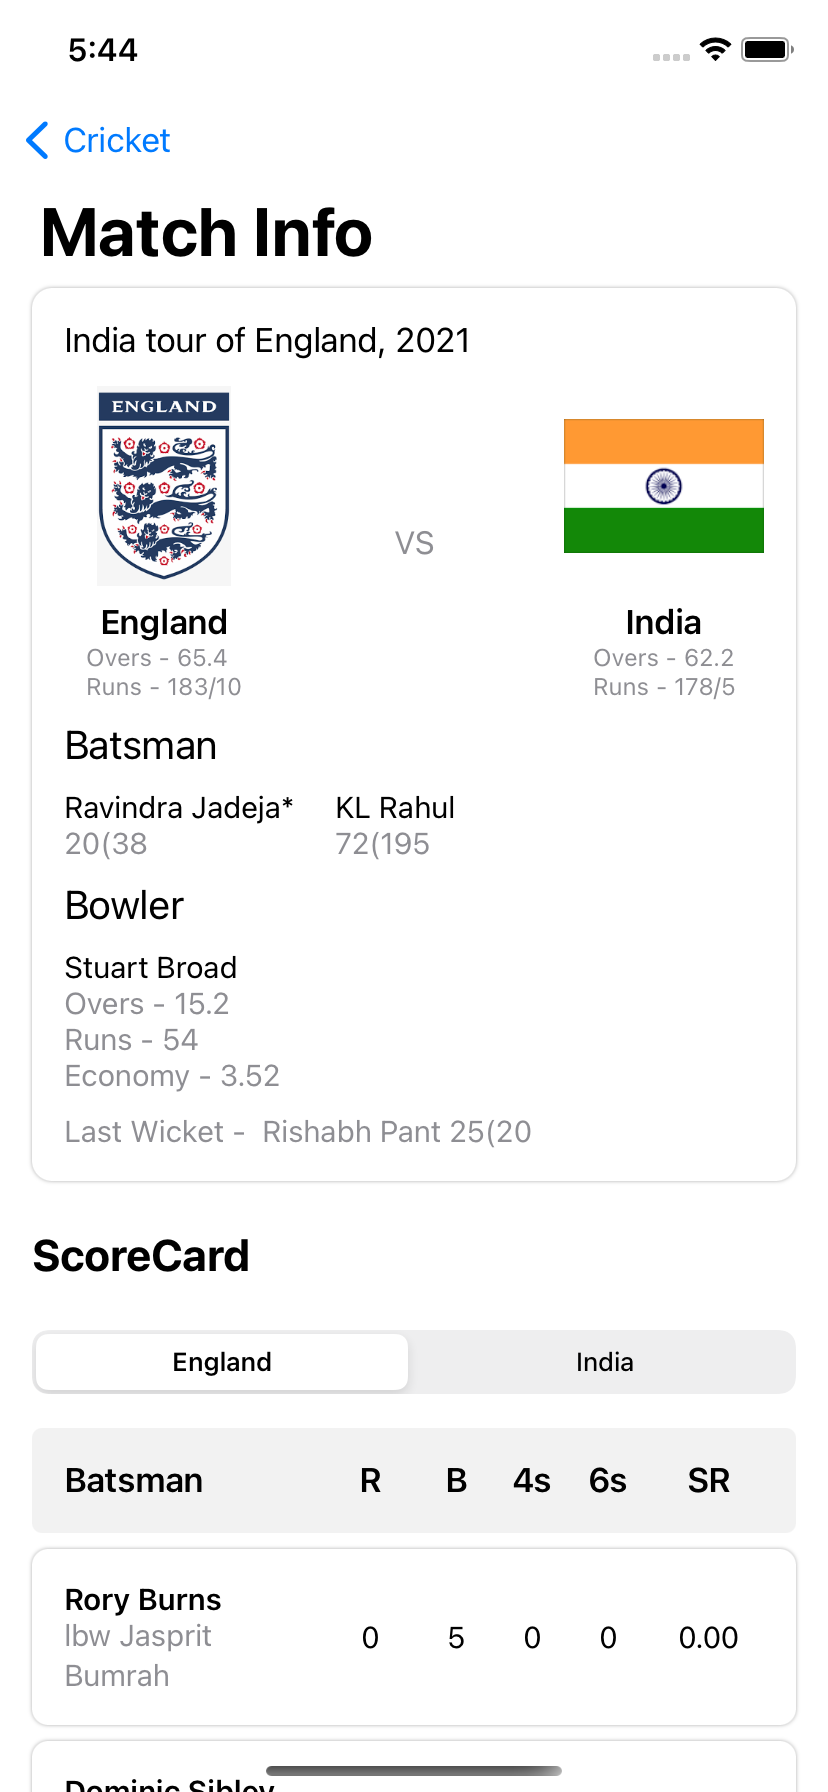 5:44
Cricket
Match Info
India tour of England, 2021
ENGLAND
VS
England
India
Overs - 65.4
Overs - 62.2
Runs - 183/10
Runs - 178/5
Batsman
Ravindra Jadeja* KL Rahul
20(38 72(195
Bowler
Stuart Broad
Overs - 15.2
Runs - 54
Economy - 3.52
Last Wicket - Rishabh Pant 25(20
ScoreCard
England India
Batsman R B 4s 6s SR
Rory Burns
lbw Jasprit
Bumrah
0 5 0 0 0.00
Dominic Sibley